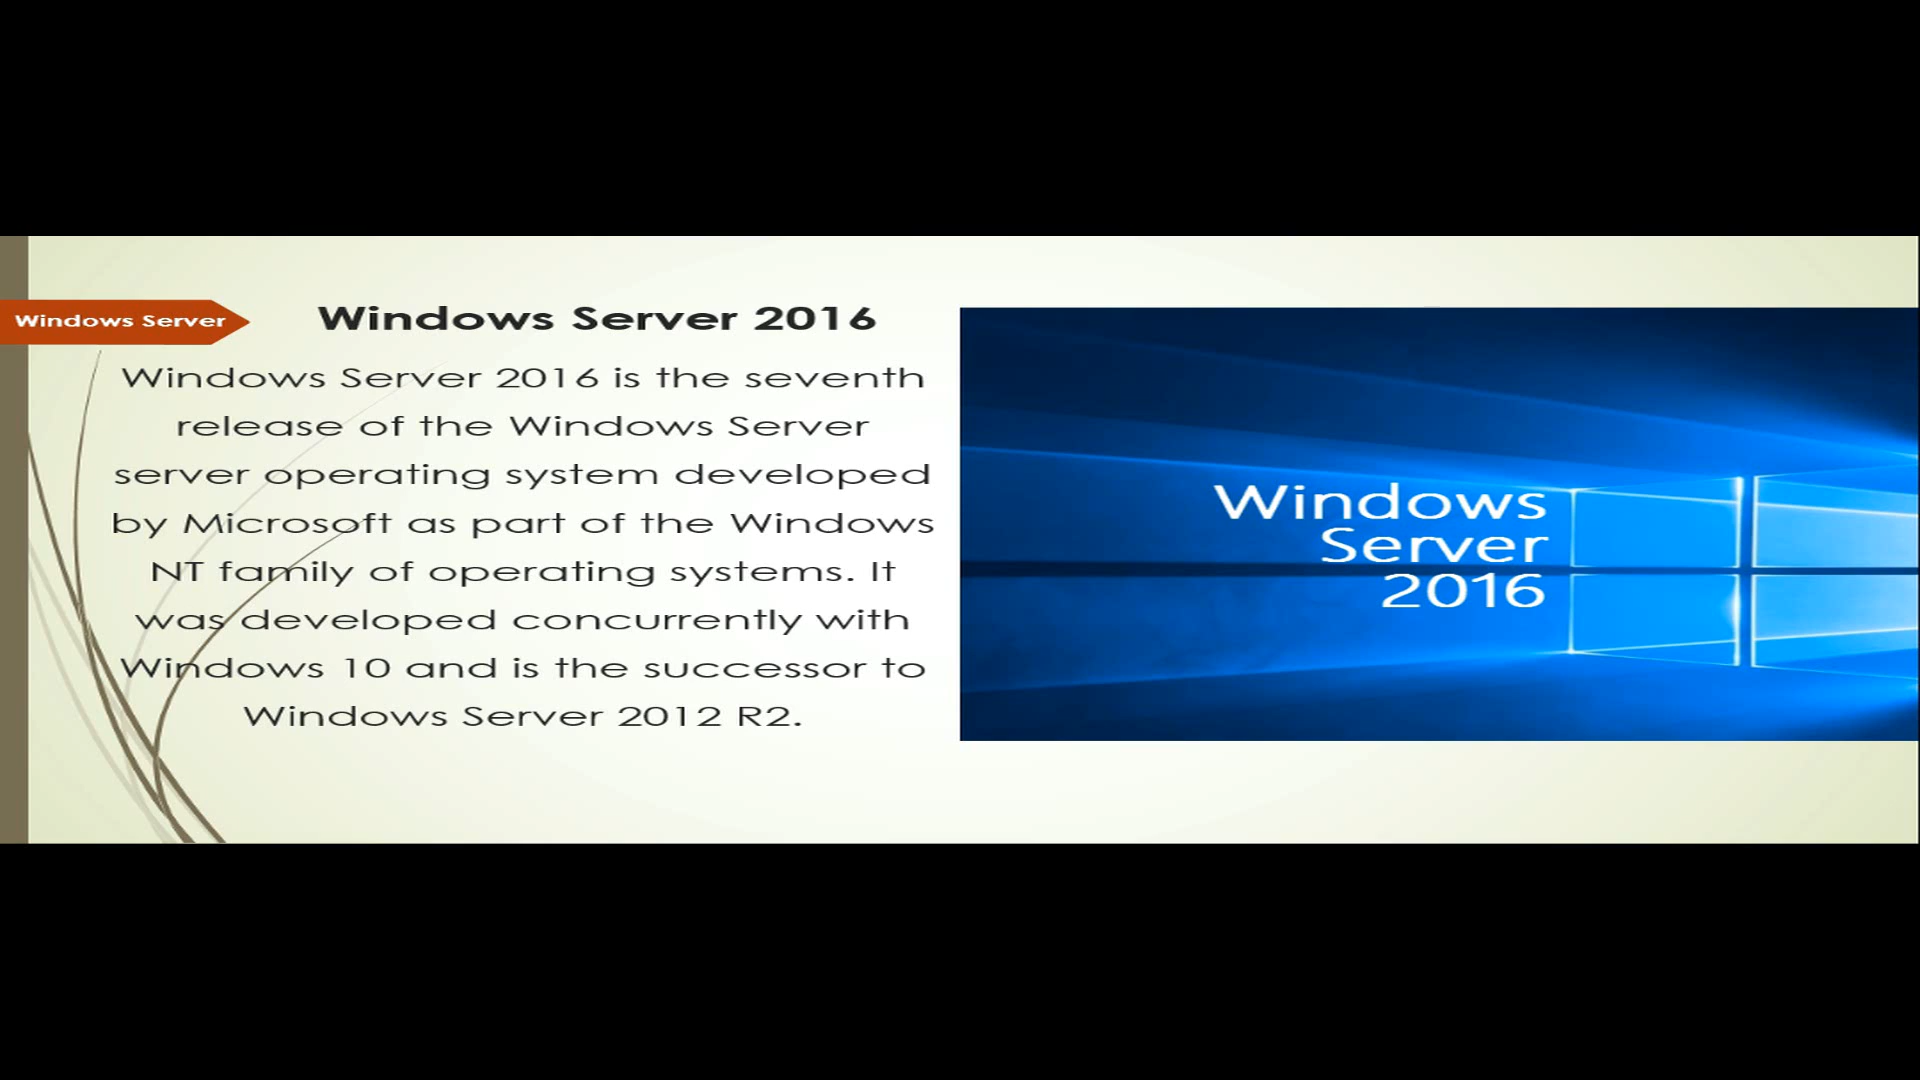 Windows Server
Windows Server 2016
Windows Server 2016 is the seventh
release of the Windows Server
server operating system developed
by Microsoft as part of the Windows
NT family of operating systems. It
was developed concurrently with
Windows 10 and is the successor to
Windows Server 2012 R2.
Windows
Server
2016